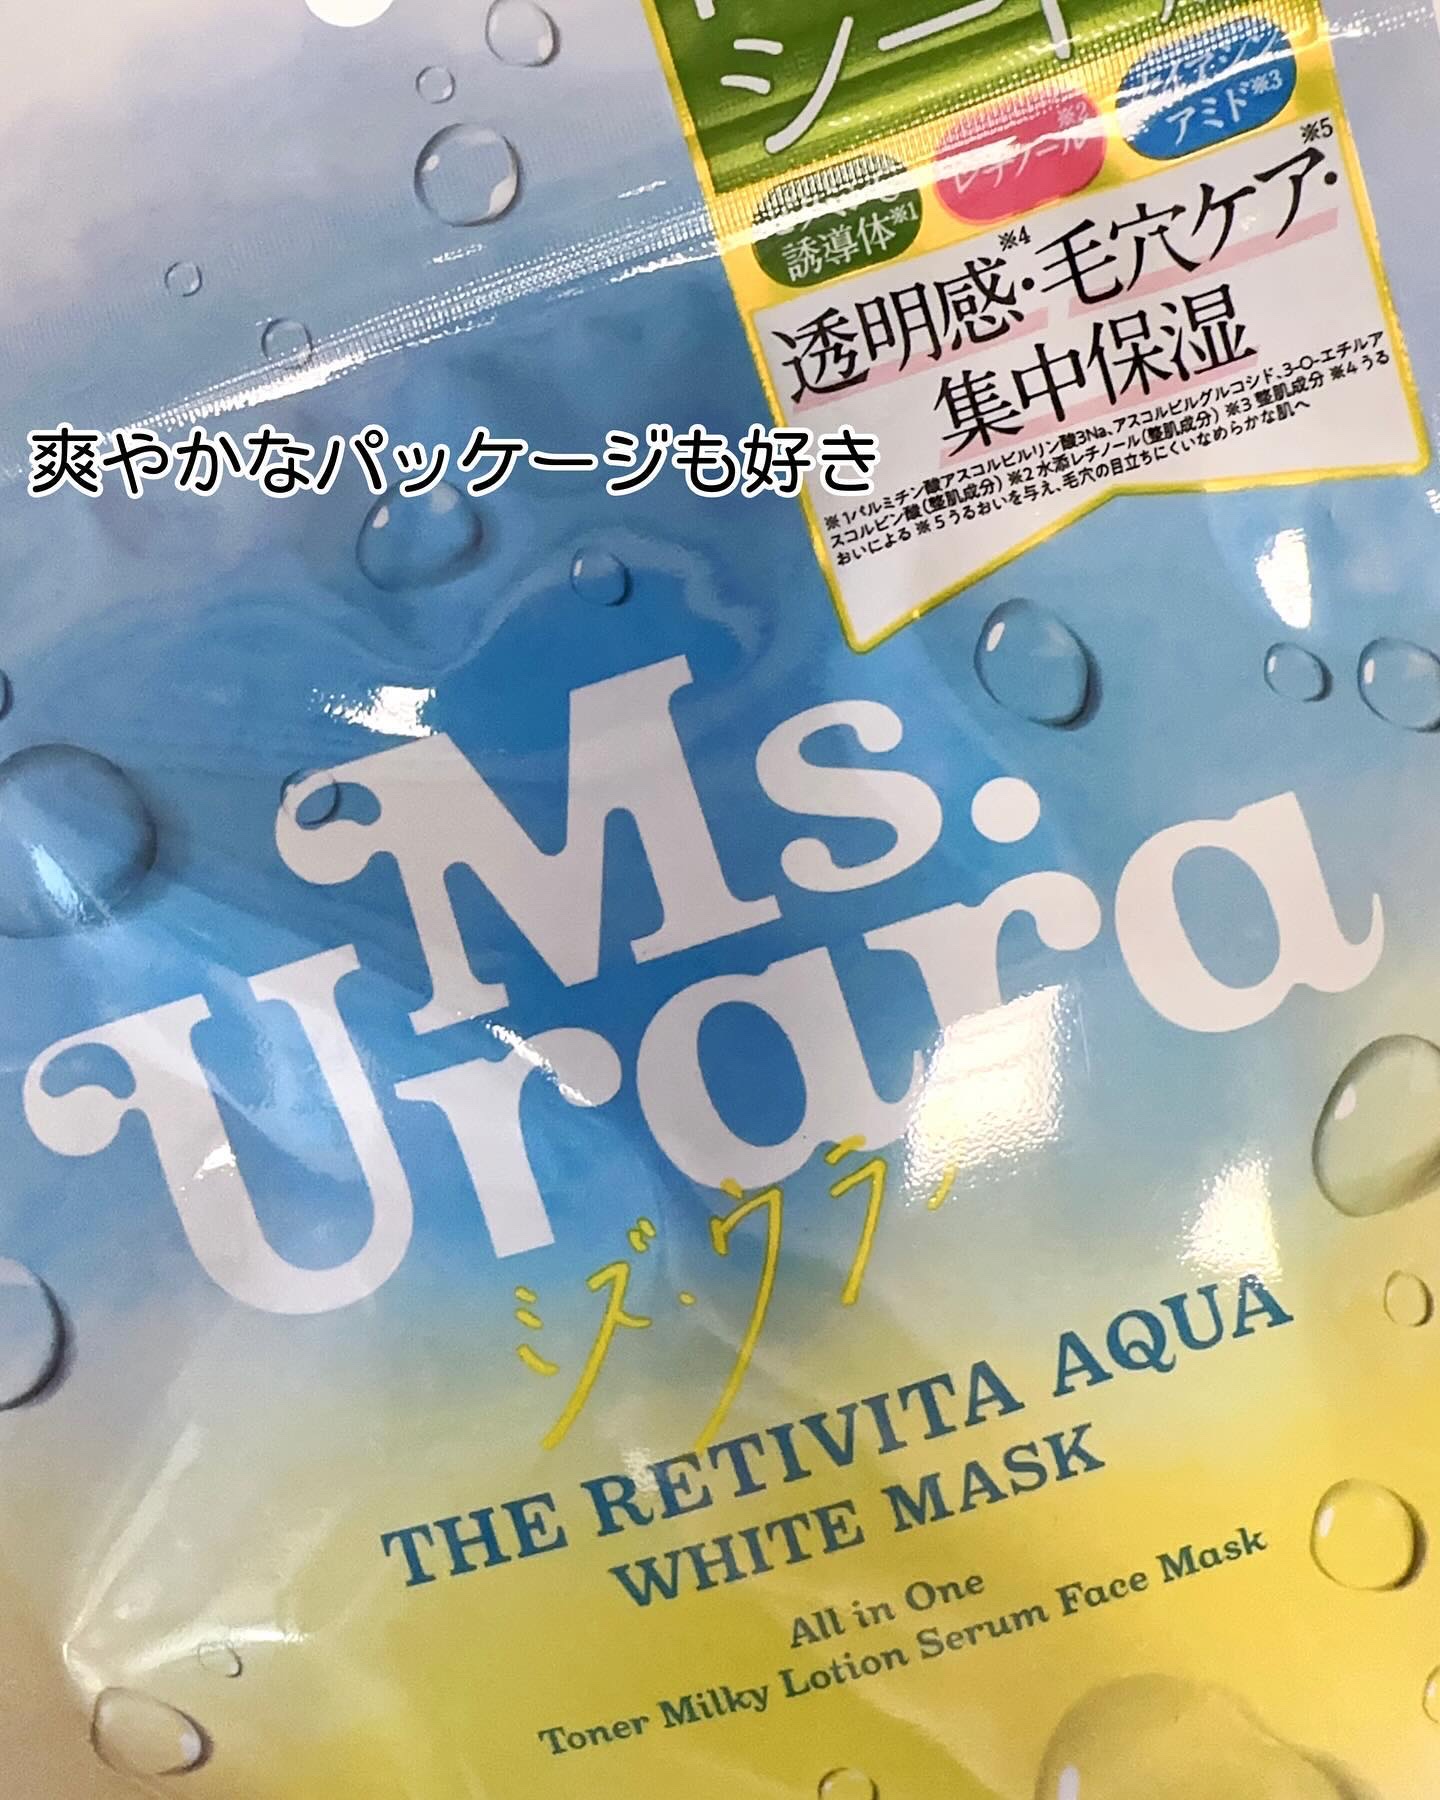 シート
アミド※3
レチノール※2
誘導体※1
透明感※4・毛穴ケア※5・
集中保湿
※1パルミチン酸アスコルビルリン酸3Na、アスコルビルグルコシド、3-O-エチルア
スコルビン酸（整肌成分）※2 水添レチノール（整肌成分）※3 整肌成分 ※4 うる
おいによる ※5 うるおいを与え、毛穴の目立ちにくいなめらかな肌へ
爽やかなパッケージも好き
Ms.
Urara
ミズ・ウラ
THE RETIVITA AQUA
WHITE MASK
All in One
Toner Milky Lotion Serum Face Mask